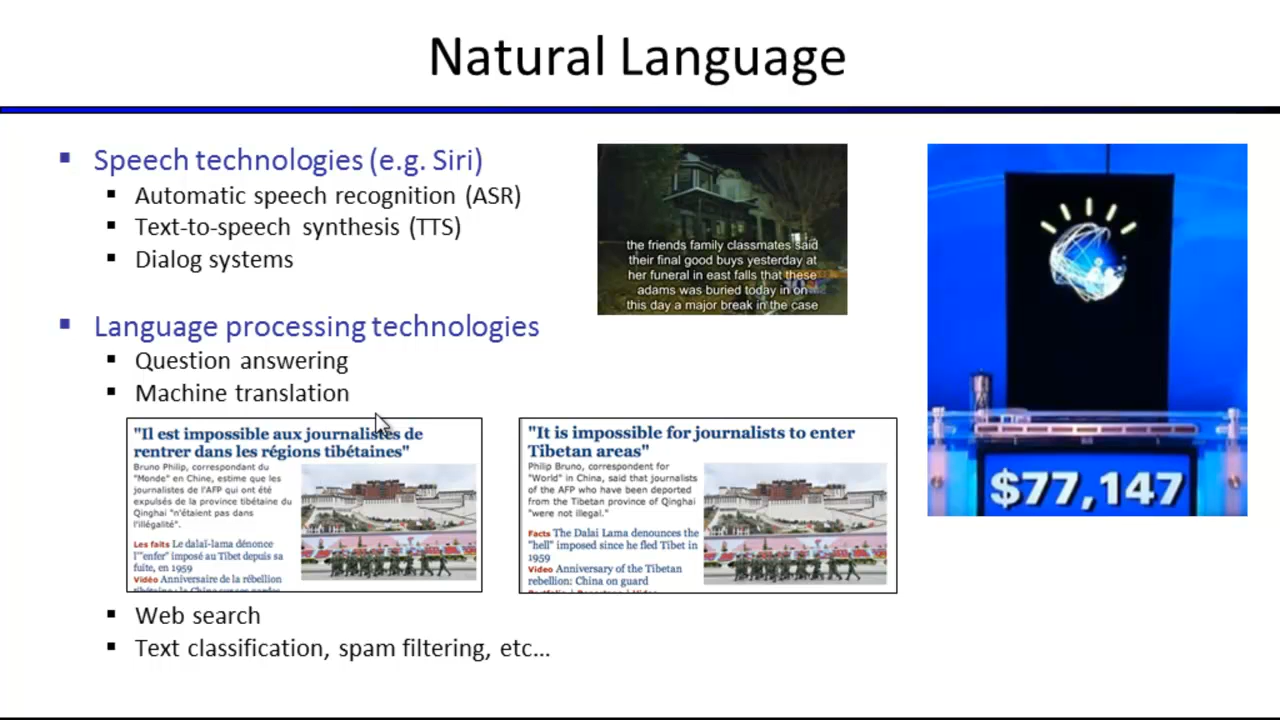 Natural Language
Speech technologies (e.g. Siri)
Automatic speech recognition (ASR)
Text-to-speech synthesis (TTS)
Dialog systems
the friends family classmates said
their final good buys yesterday at
her funeral in east falls that these
adams was buried today in on
this day a major break in the case
Language processing technologies
Question answering
Machine translation
"Il est impossible aux journalistes de
rentrer dans les régions tibétaines"
Bruno Philip, correspondant du
"Monde" en Chine, estime que les
journalistes de l'AFP qui ont été
expulsés de la province tibétaine du
Qinghai "n'étaient pas dans
l'illégalité".
Les faits Le dalaï-lama dénonce
l'"enfer" imposé au Tibet depuis sa
fuite, en 1959
Vidéo Anniversaire de la rébellion
"It is impossible for journalists to enter
Tibetan areas"
Philip Bruno, correspondent for
"World" in China, said that journalists
of the AFP who have been deported
from the Tibetan province of Qinghai
"were not illegal."
Facts The Dalai Lama denounces the
"hell" imposed since he fled Tibet in
1959
Video Anniversary of the Tibetan
rebellion: China on guard
$77,147
Web search
Text classification, spam filtering, etc…